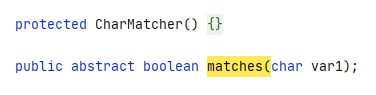 protected CharMatcher() {}
public abstract boolean matches(char var1);